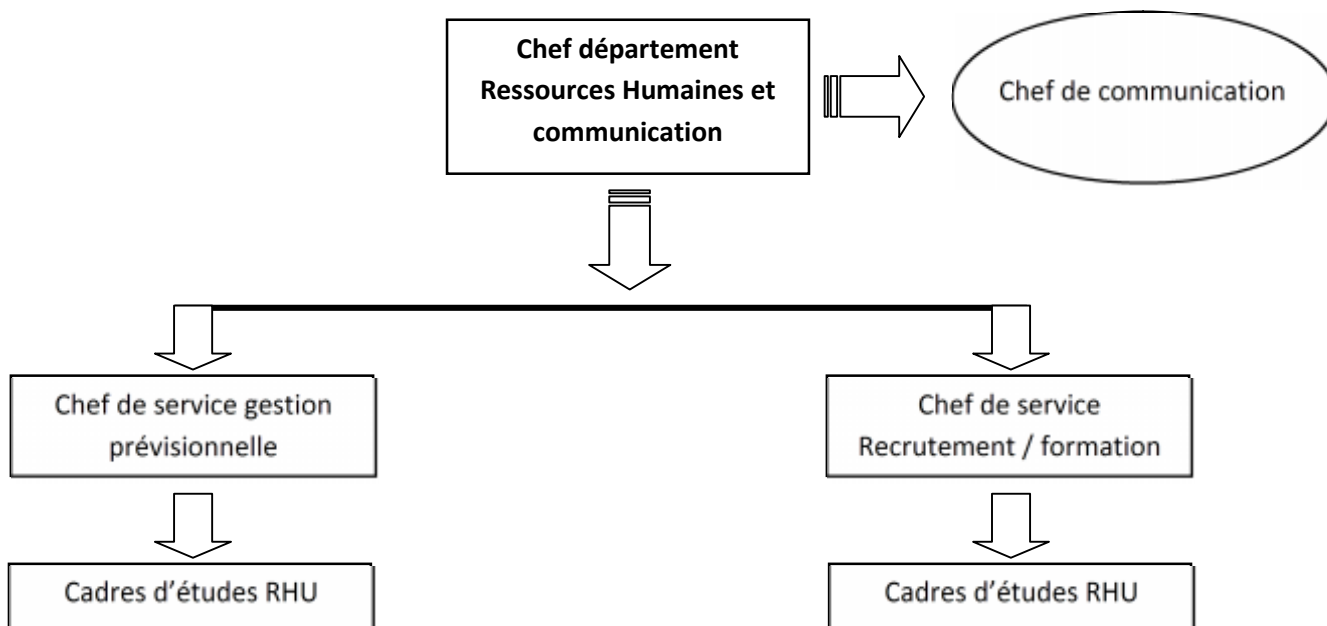 Chef département
Ressources Humaines et
communication
Chef de communication
Chef de service gestion
prévisionnelle
Chef de service
Recrutement / formation
Cadres d’études RHU
Cadres d’études RHU